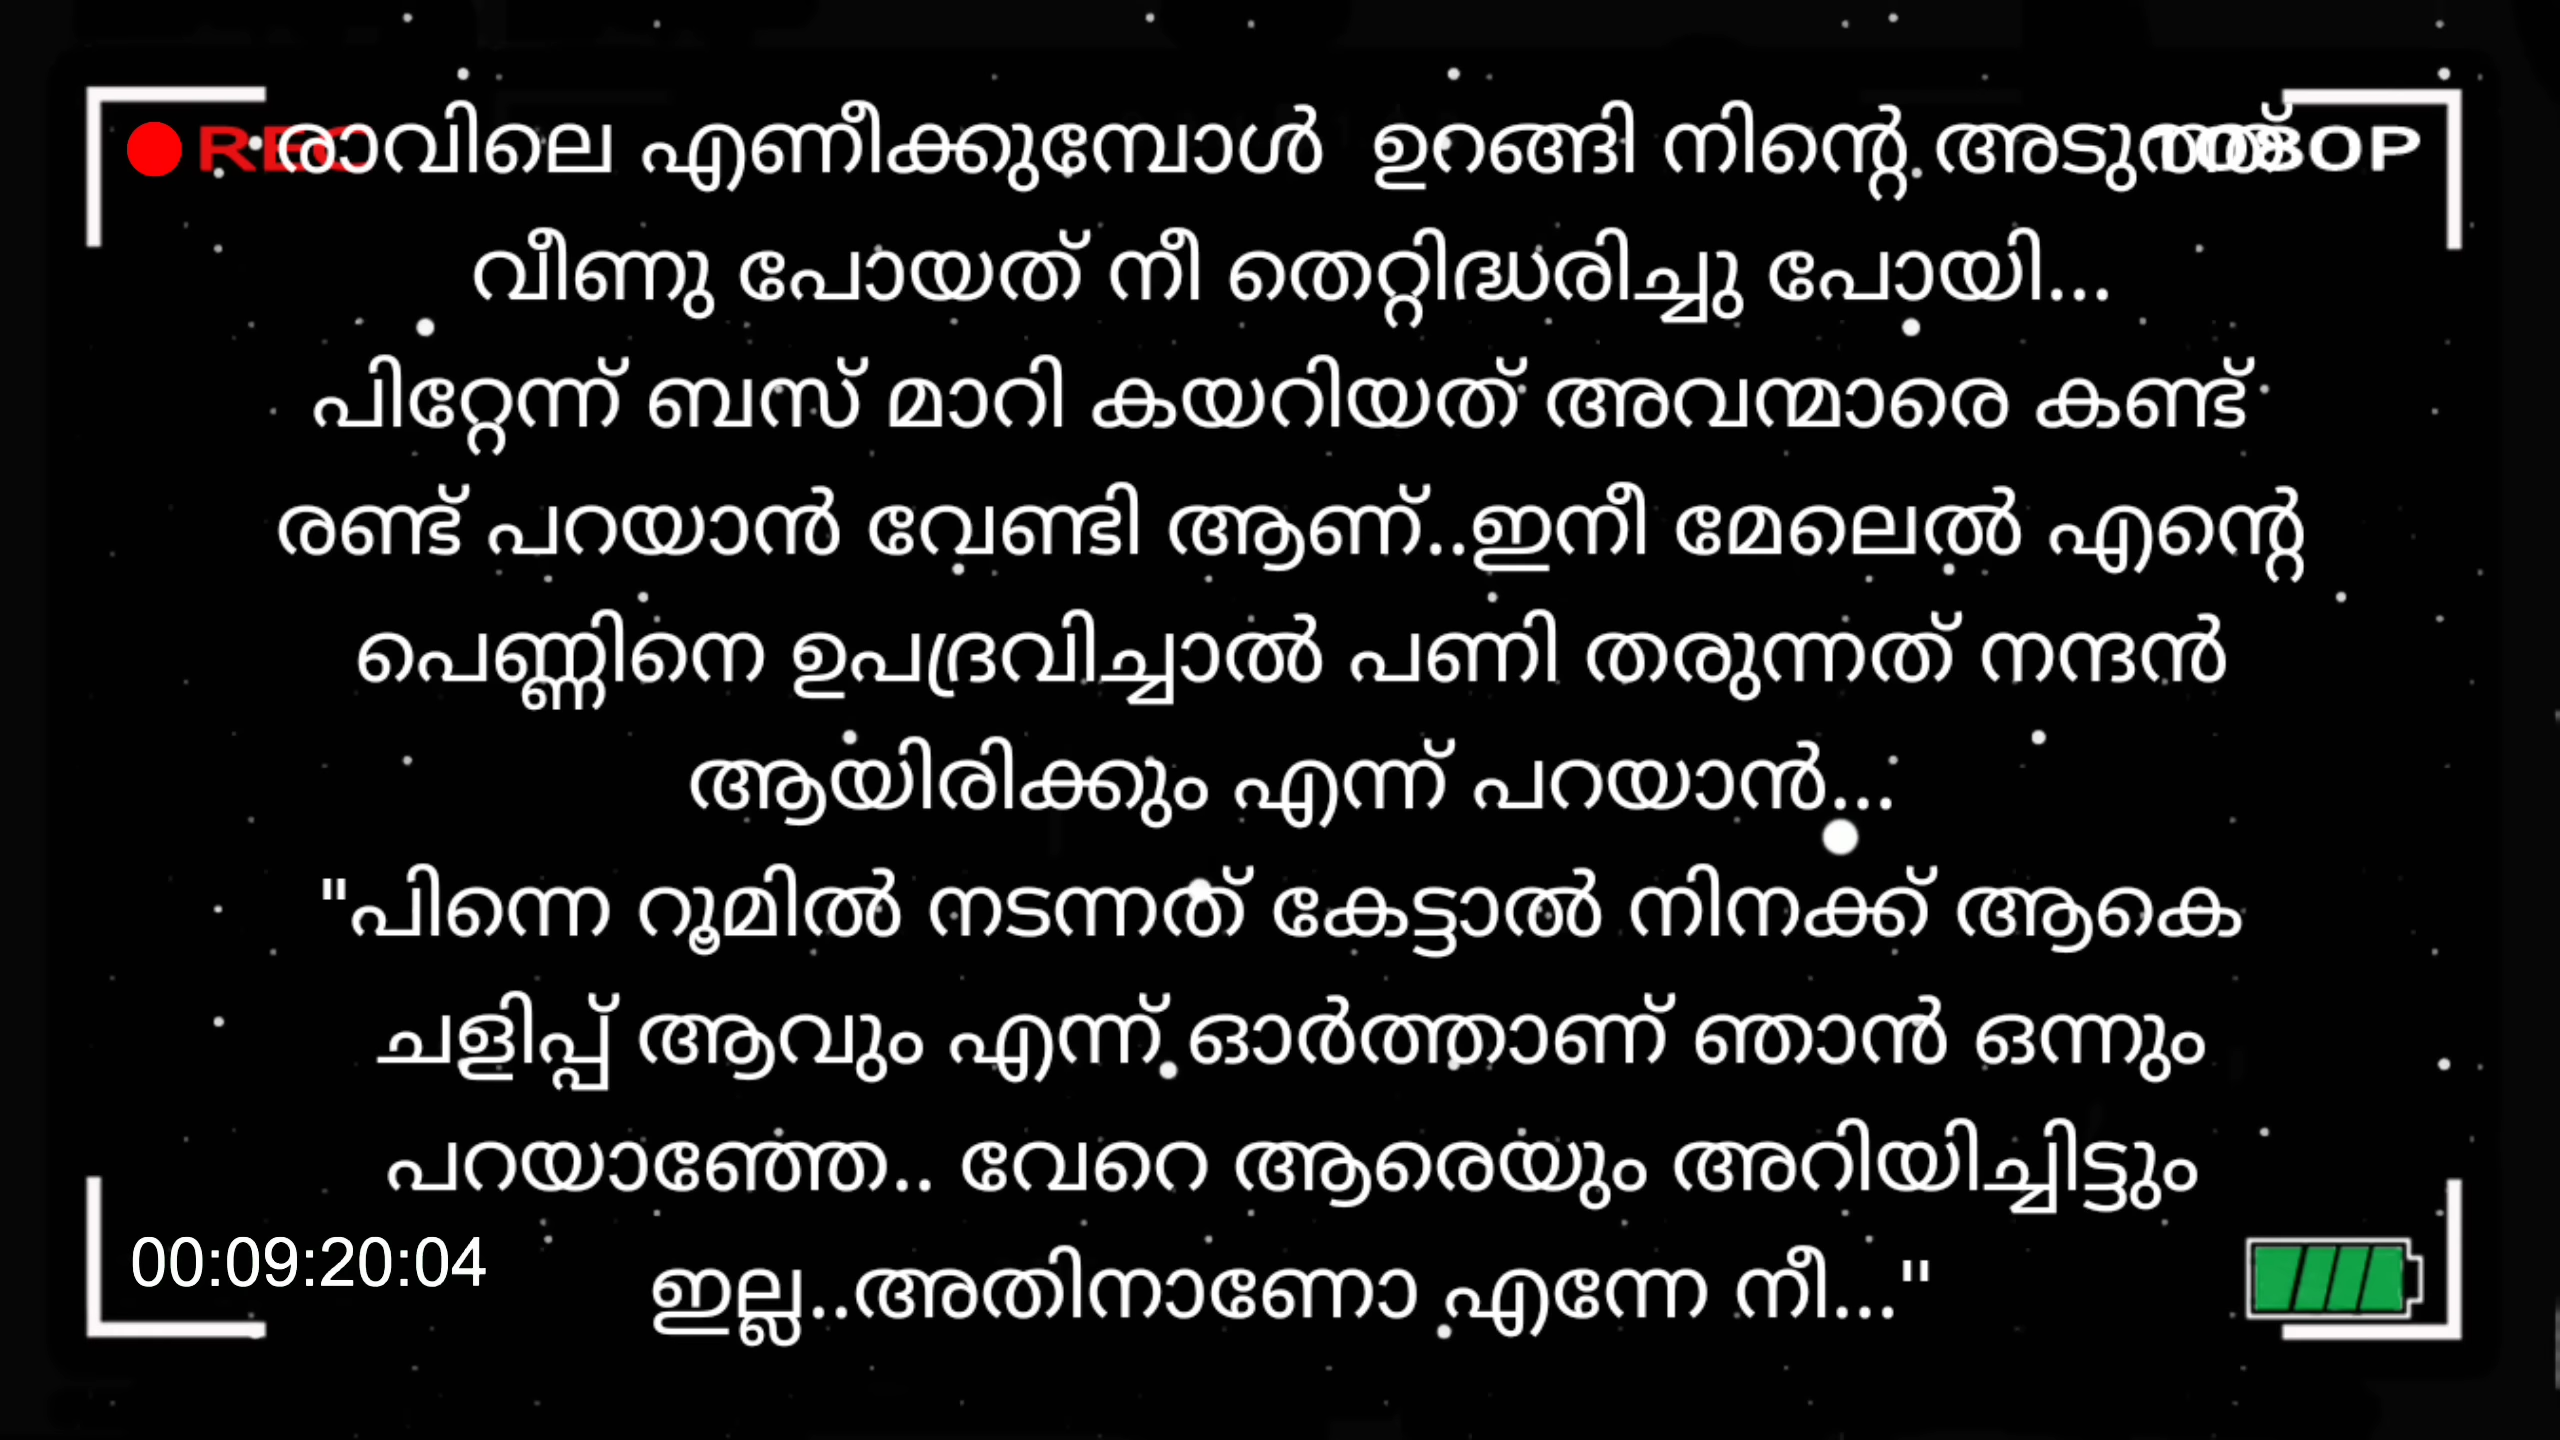 REC
രാവിലെ എണീക്കുമ്പോൾ ഉറങ്ങി നിന്റെ അടുത്ത്
വീണു പോയത് നീ തെറ്റിദ്ധരിച്ചു പോയി...
പിറ്റേന്ന് ബസ് മാറി കയറിയത് അവന്മാരെ കണ്ട്
രണ്ട് പറയാൻ വേണ്ടി ആണ്..ഇനീ മേലെൽ എന്റെ
പെണ്ണിനെ ഉപദ്രവിച്ചാൽ പണി തരുന്നത് നന്ദൻ
ആയിരിക്കും എന്ന് പറയാൻ...
"പിന്നെ റൂമിൽ നടന്നത് കേട്ടാൽ നിനക്ക് ആകെ
ചളിപ്പ് ആവും എന്ന് ഓർത്താണ് ഞാൻ ഒന്നും
പറയാഞ്ഞേ.. വേറെ ആരെയും അറിയിച്ചിട്ടും
ഇല്ല..അതിനാണോ എന്നേ നീ..."
00:09:20:04